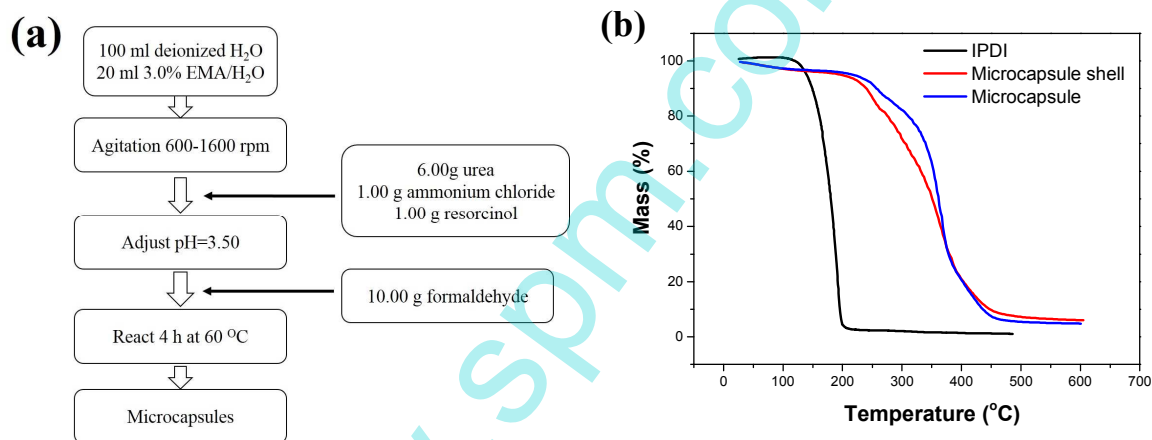 (a)
100 ml deionized H₂O
20 ml 3.0% EMA/H₂O
Agitation 600-1600 rpm
6.00g urea
1.00 g ammonium chloride
1.00 g resorcinol
Adjust pH=3.50
10.00 g formaldehyde
React 4 h at 60 ᴼC
Microcapsules
(b)
IPDI
Microcapsule shell
Microcapsule
Mass (%)
100
80
60
40
20
0
0 100 200 300 400 500 600 700
Temperature (°C)
spm.co